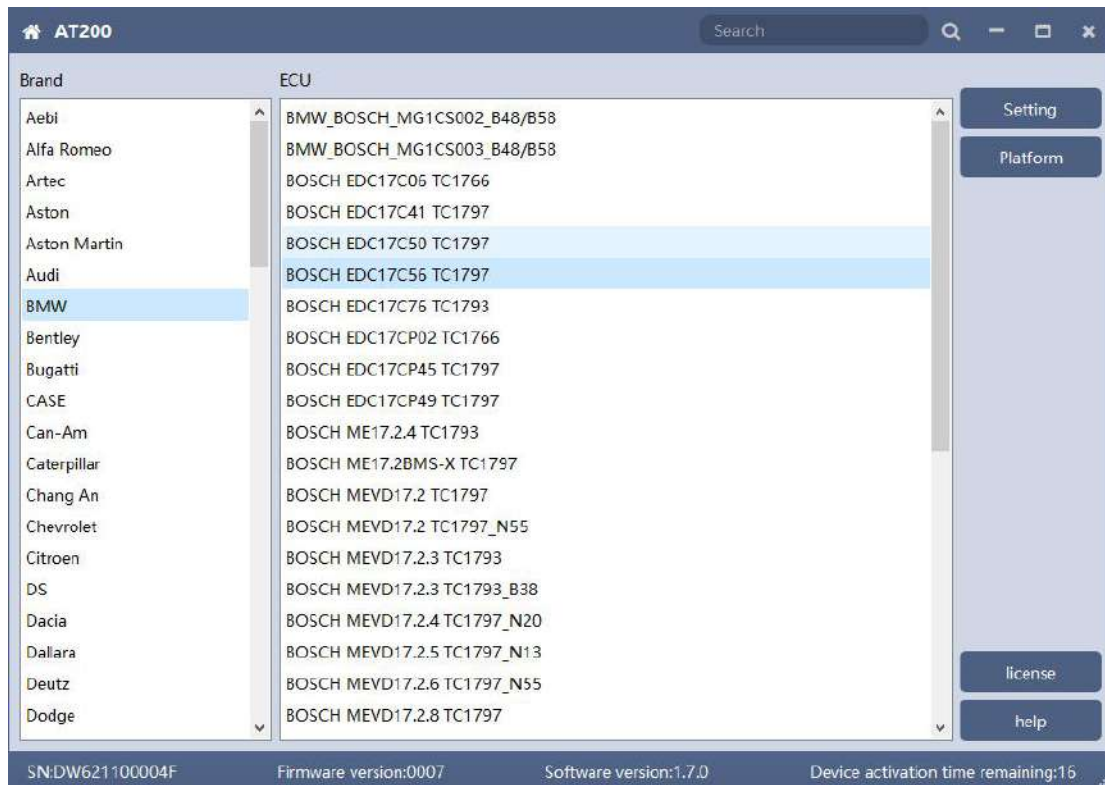 AT200
Search
Brand
ECU
Aebi
Alfa Romeo
Artec
Aston
Aston Martin
Audi
BMW
Bentley
Bugatti
CASE
Can-Am
Caterpillar
Chang An
Chevrolet
Citroen
DS
Dacia
Dallara
Deutz
Dodge
BMW_BOSCH_MG1CS002_B48/B58
BMW_BOSCH_MG1CS003_B48/B58
BOSCH EDC17C06 TC1766
BOSCH EDC17C41 TC1797
BOSCH EDC17C50 TC1797
BOSCH EDC17C56 TC1797
BOSCH EDC17C76 TC1793
BOSCH EDC17CP02 TC1766
BOSCH EDC17CP45 TC1797
BOSCH EDC17CP49 TC1797
BOSCH ME17.2.4 TC1793
BOSCH ME17.2BMS-X TC1797
BOSCH MEVD17.2 TC1797
BOSCH MEVD17.2 TC1797_N55
BOSCH MEVD17.2.3 TC1793
BOSCH MEVD17.2.3 TC1793_B38
BOSCH MEVD17.2.4 TC1797_N20
BOSCH MEVD17.2.5 TC1797_N13
BOSCH MEVD17.2.6 TC1797_N55
BOSCH MEVD17.2.8 TC1797
Setting
Platform
license
help
SN:DW621100004F
Firmware version:0007
Software version:1.7.0
Device activation time remaining:16